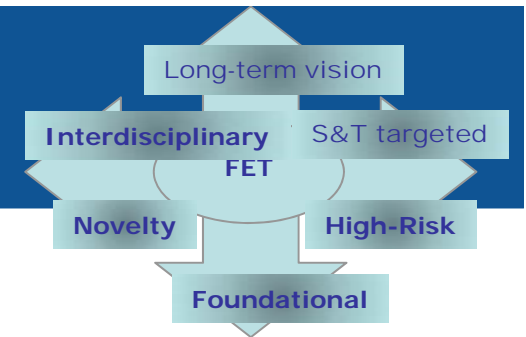 Long-term vision
Interdisciplinary
S&T targeted
FET
Novelty
High-Risk
Foundational